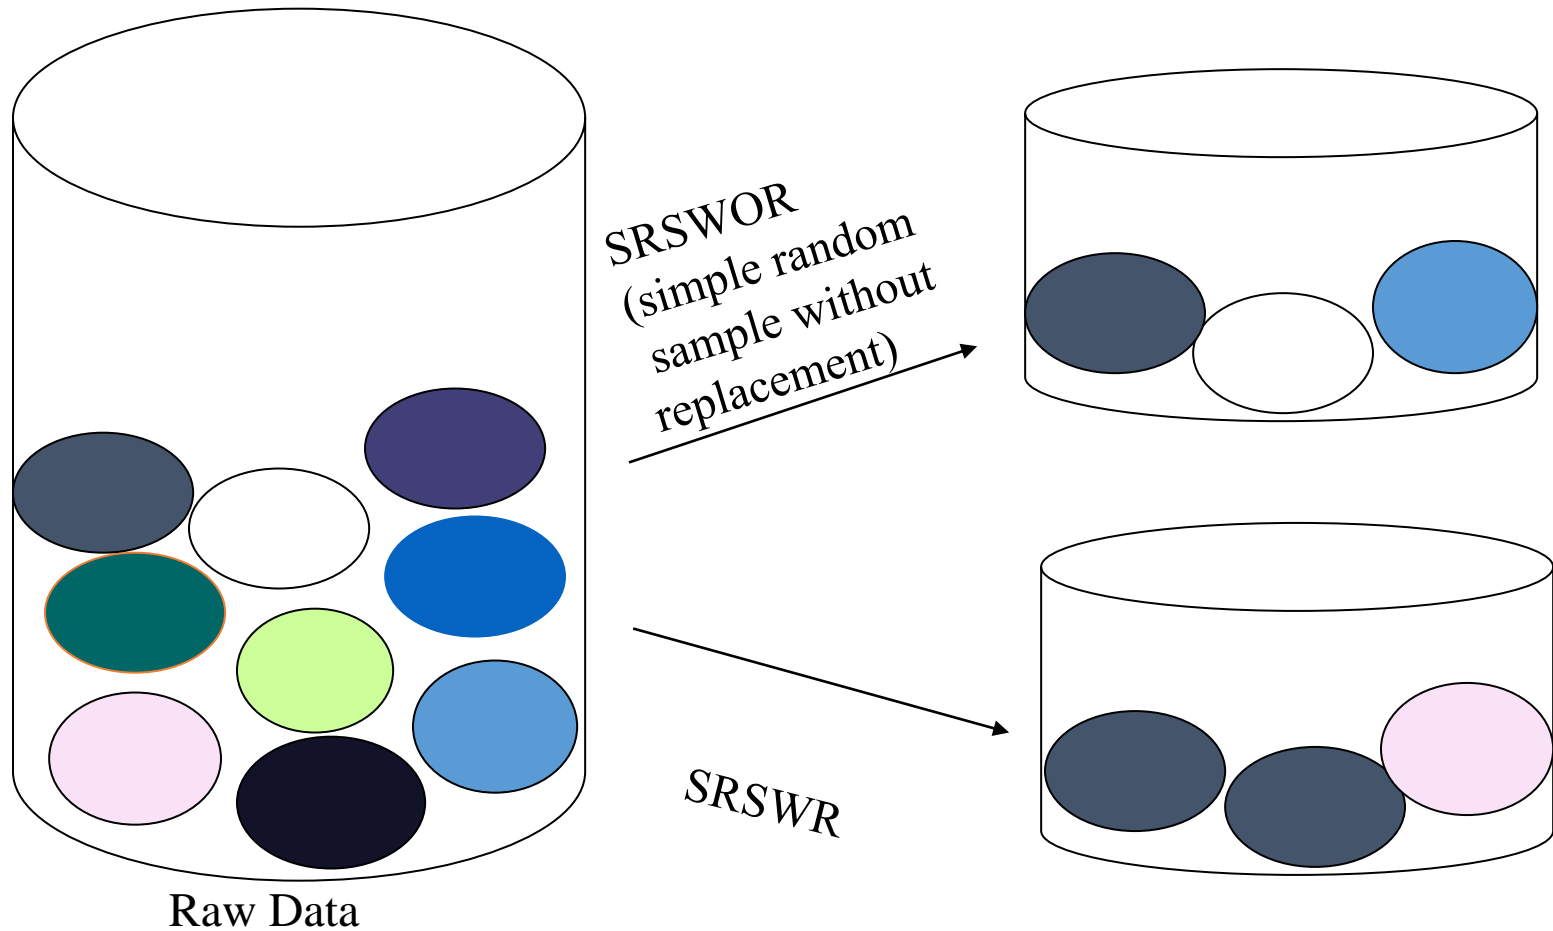 SRSWOR
(simple random
sample without
replacement)
SRSWR
Raw Data